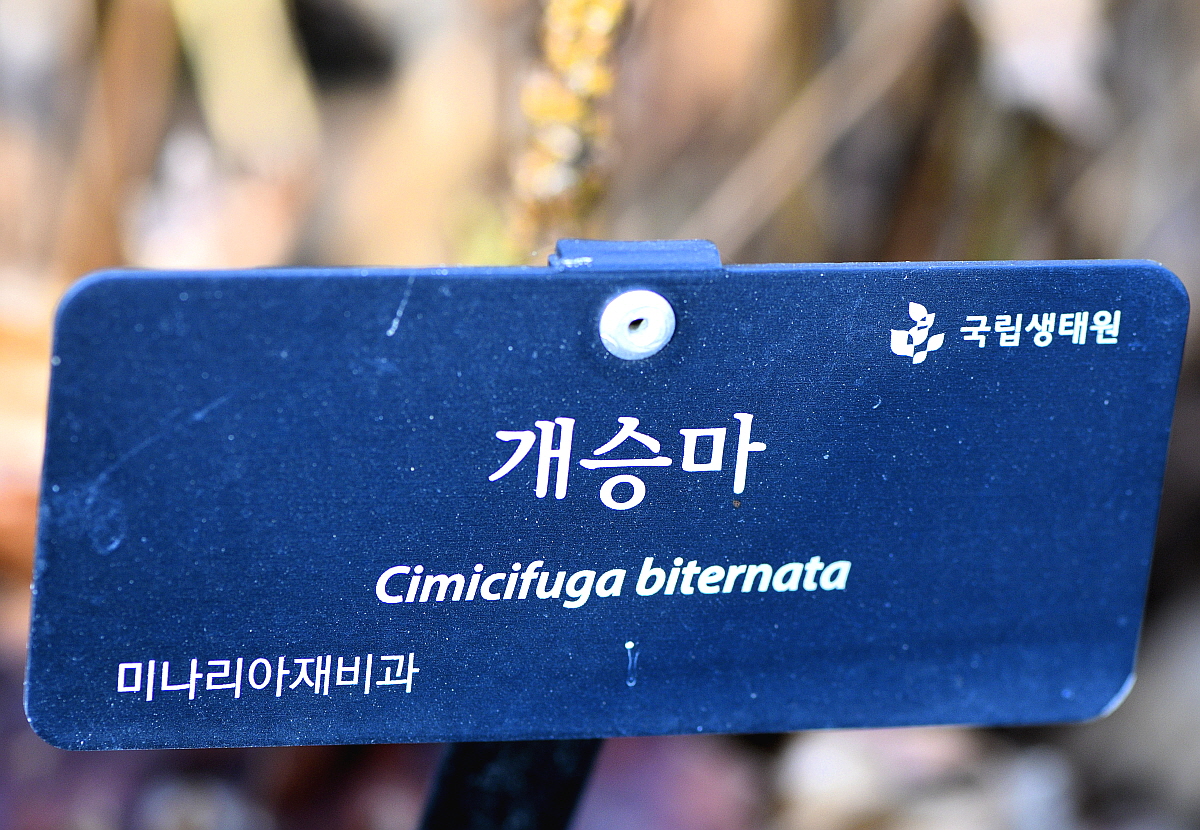 국립생태원
개승마
Cimicifuga biternata
미나리아재비과